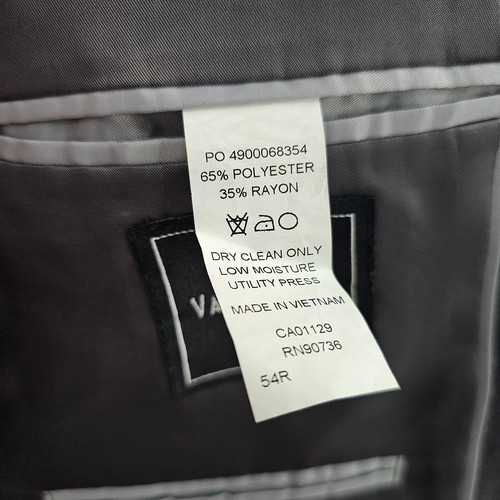 PO 4900068354
65% POLYESTER
35% RAYON
DRY CLEAN ONLY
LOW MOISTURE
UTILITY PRESS
MADE IN VIETNAM
CA01129
RN90736
54R
VA